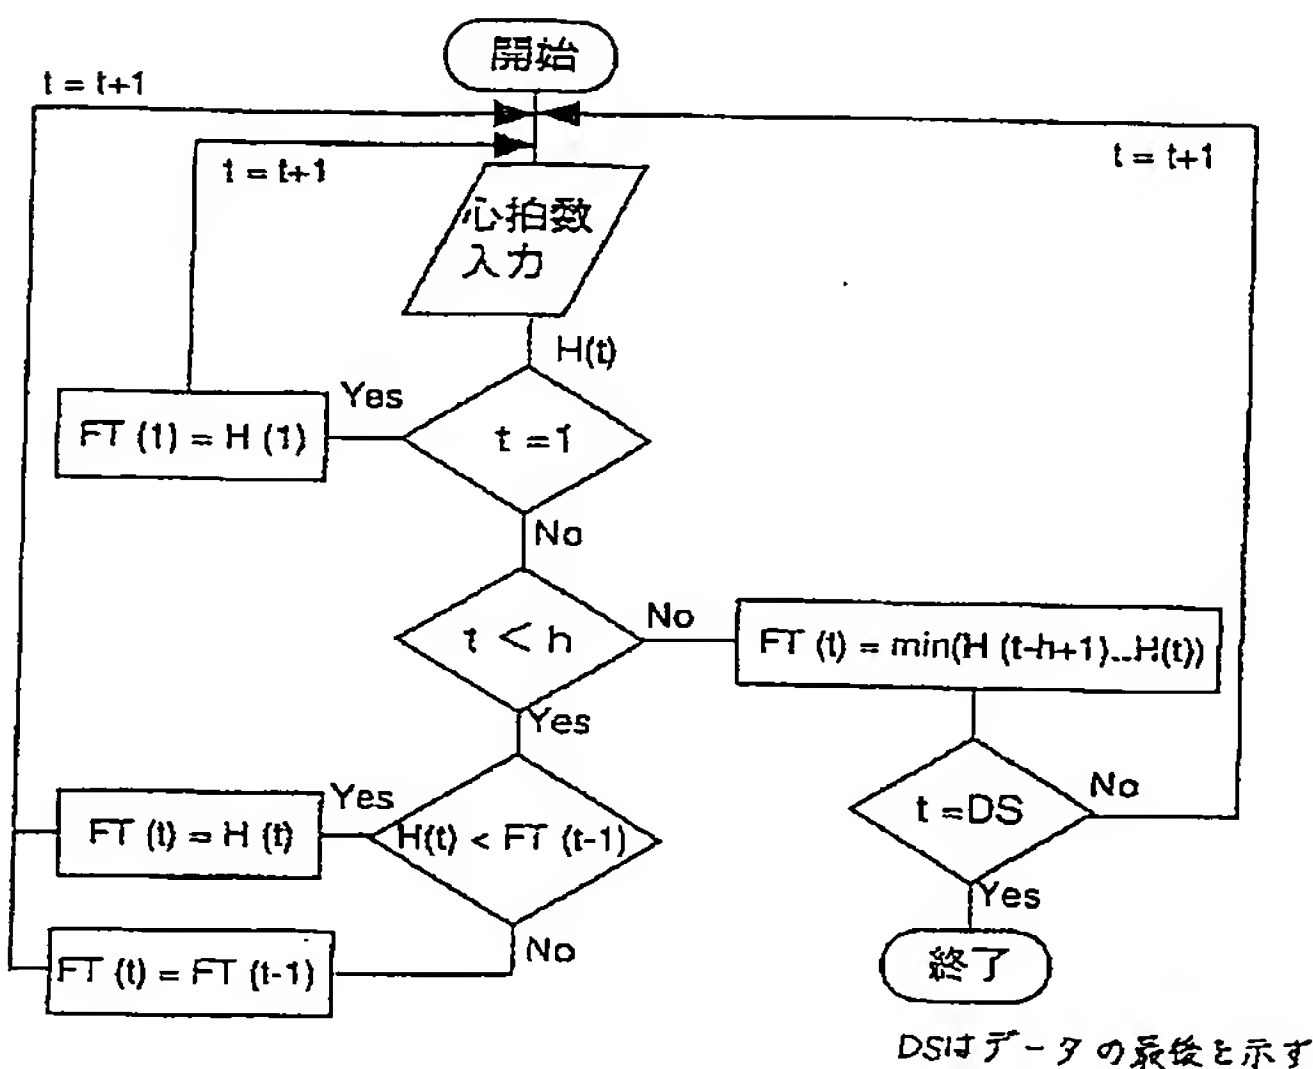 開始
t = t+1
t = t+1
t = t+1
心拍数
入力
H(t)
Yes
FT (1) = H (1)
t =1
No
t < h
No
FT (t) = min(H (t-h+1)...H(t))
Yes
Yes
FT (t) = H (t)
H(t) < FT (t-1)
t =DS
No
Yes
No
FT (t) = FT (t-1)
終了
DSはデータの最後を示す